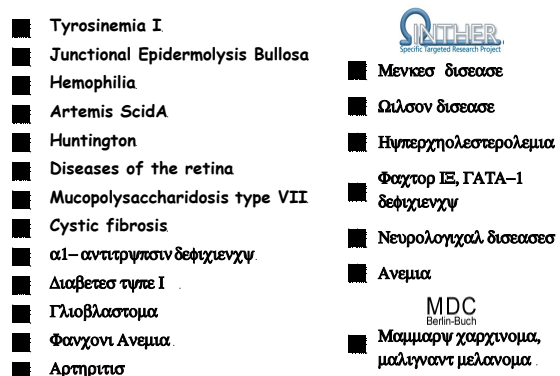 Tyrosinemia I
Junctional Epidermolysis Bullosa
Hemophilia
Artemis ScidA
Huntington
Diseases of the retina
Mucopolysaccharidosis type VII
Cystic fibrosis
α1– αντιτρψπσιν δεφιχιενχψ.
Διαβετεσ τψπε Ι .
Γλιοβλαστομα
Φανχονι Ανεμια.
Αρτηριτισ
INTHER
Specific Targeted Research Project
Μενκεσ δισεασε
Ωιλσον δισεασε
Ηψπερχηολεστερολεμια
Φαχτορ ΙΞ, ΓΑΤΑ–1
δεφιχιενχψ
Νευρολογιχαλ δισεασεσ
Ανεμια
MDC
Berlin-Buch
Μαμμαρψ χαρχινομα,
μαλιγναντ μελανομα .